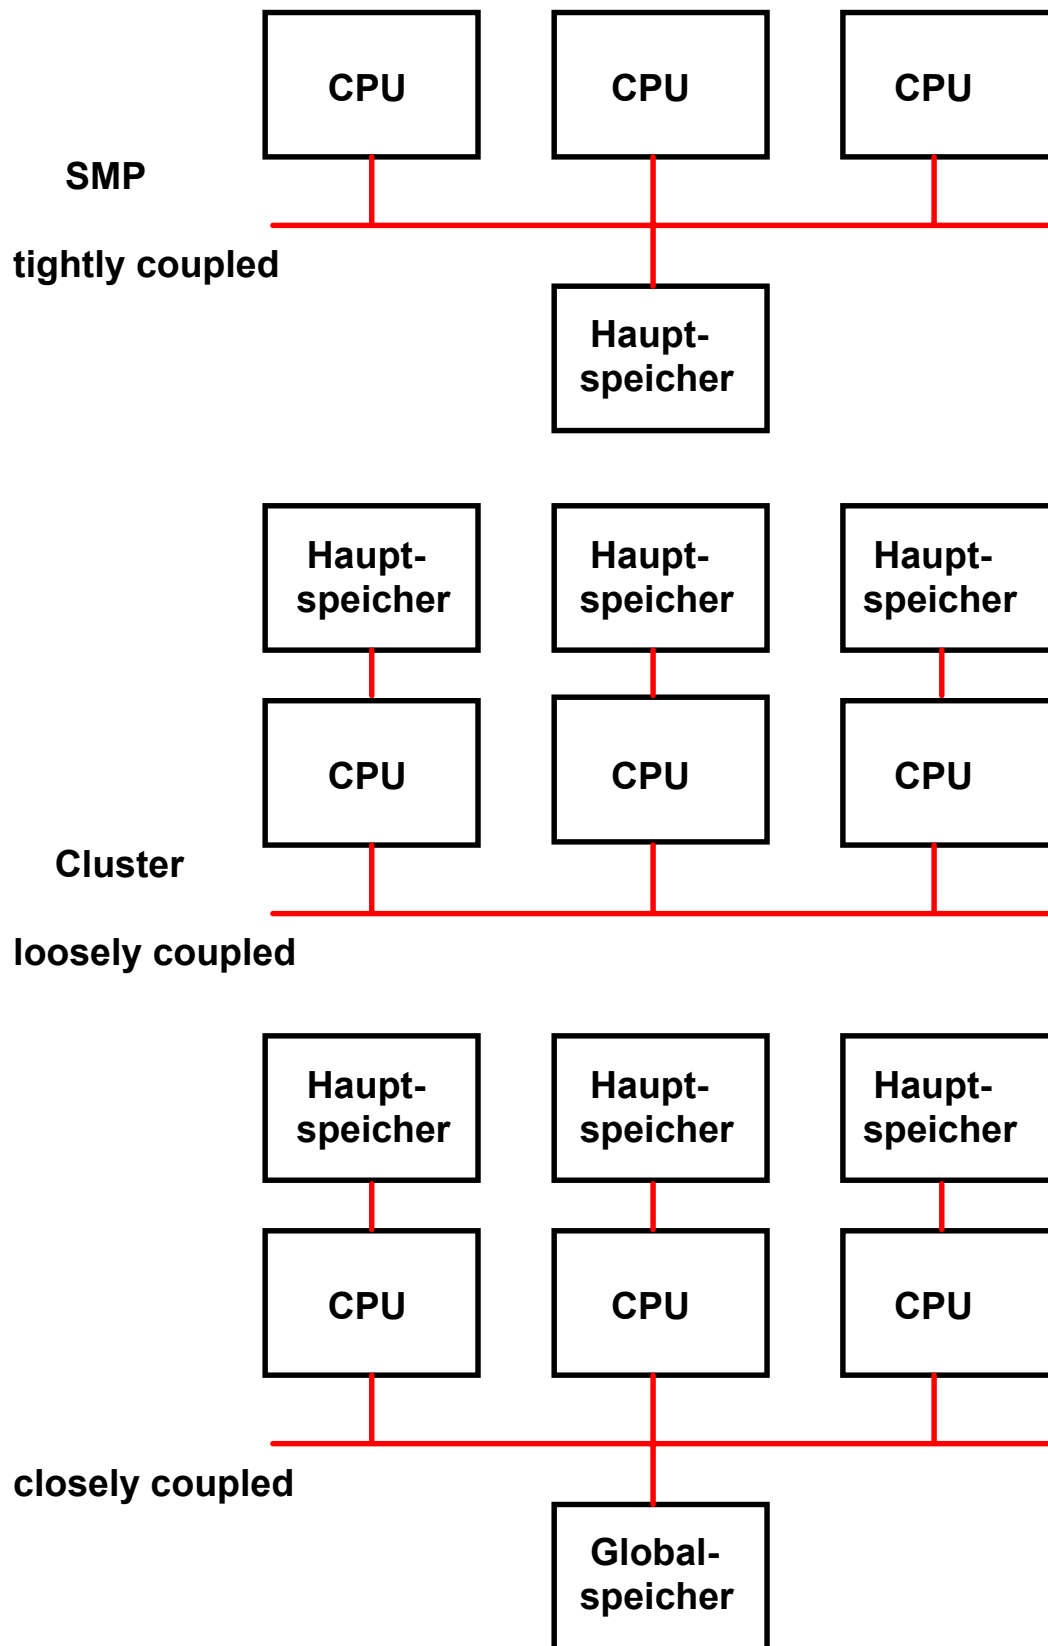 CPU
CPU
CPU
SMP
tightly coupled
Haupt-
speicher
Haupt-
speicher
Haupt-
speicher
Haupt-
speicher
CPU
CPU
CPU
Cluster
loosely coupled
Haupt-
speicher
Haupt-
speicher
Haupt-
speicher
CPU
CPU
CPU
closely coupled
Global-
speicher